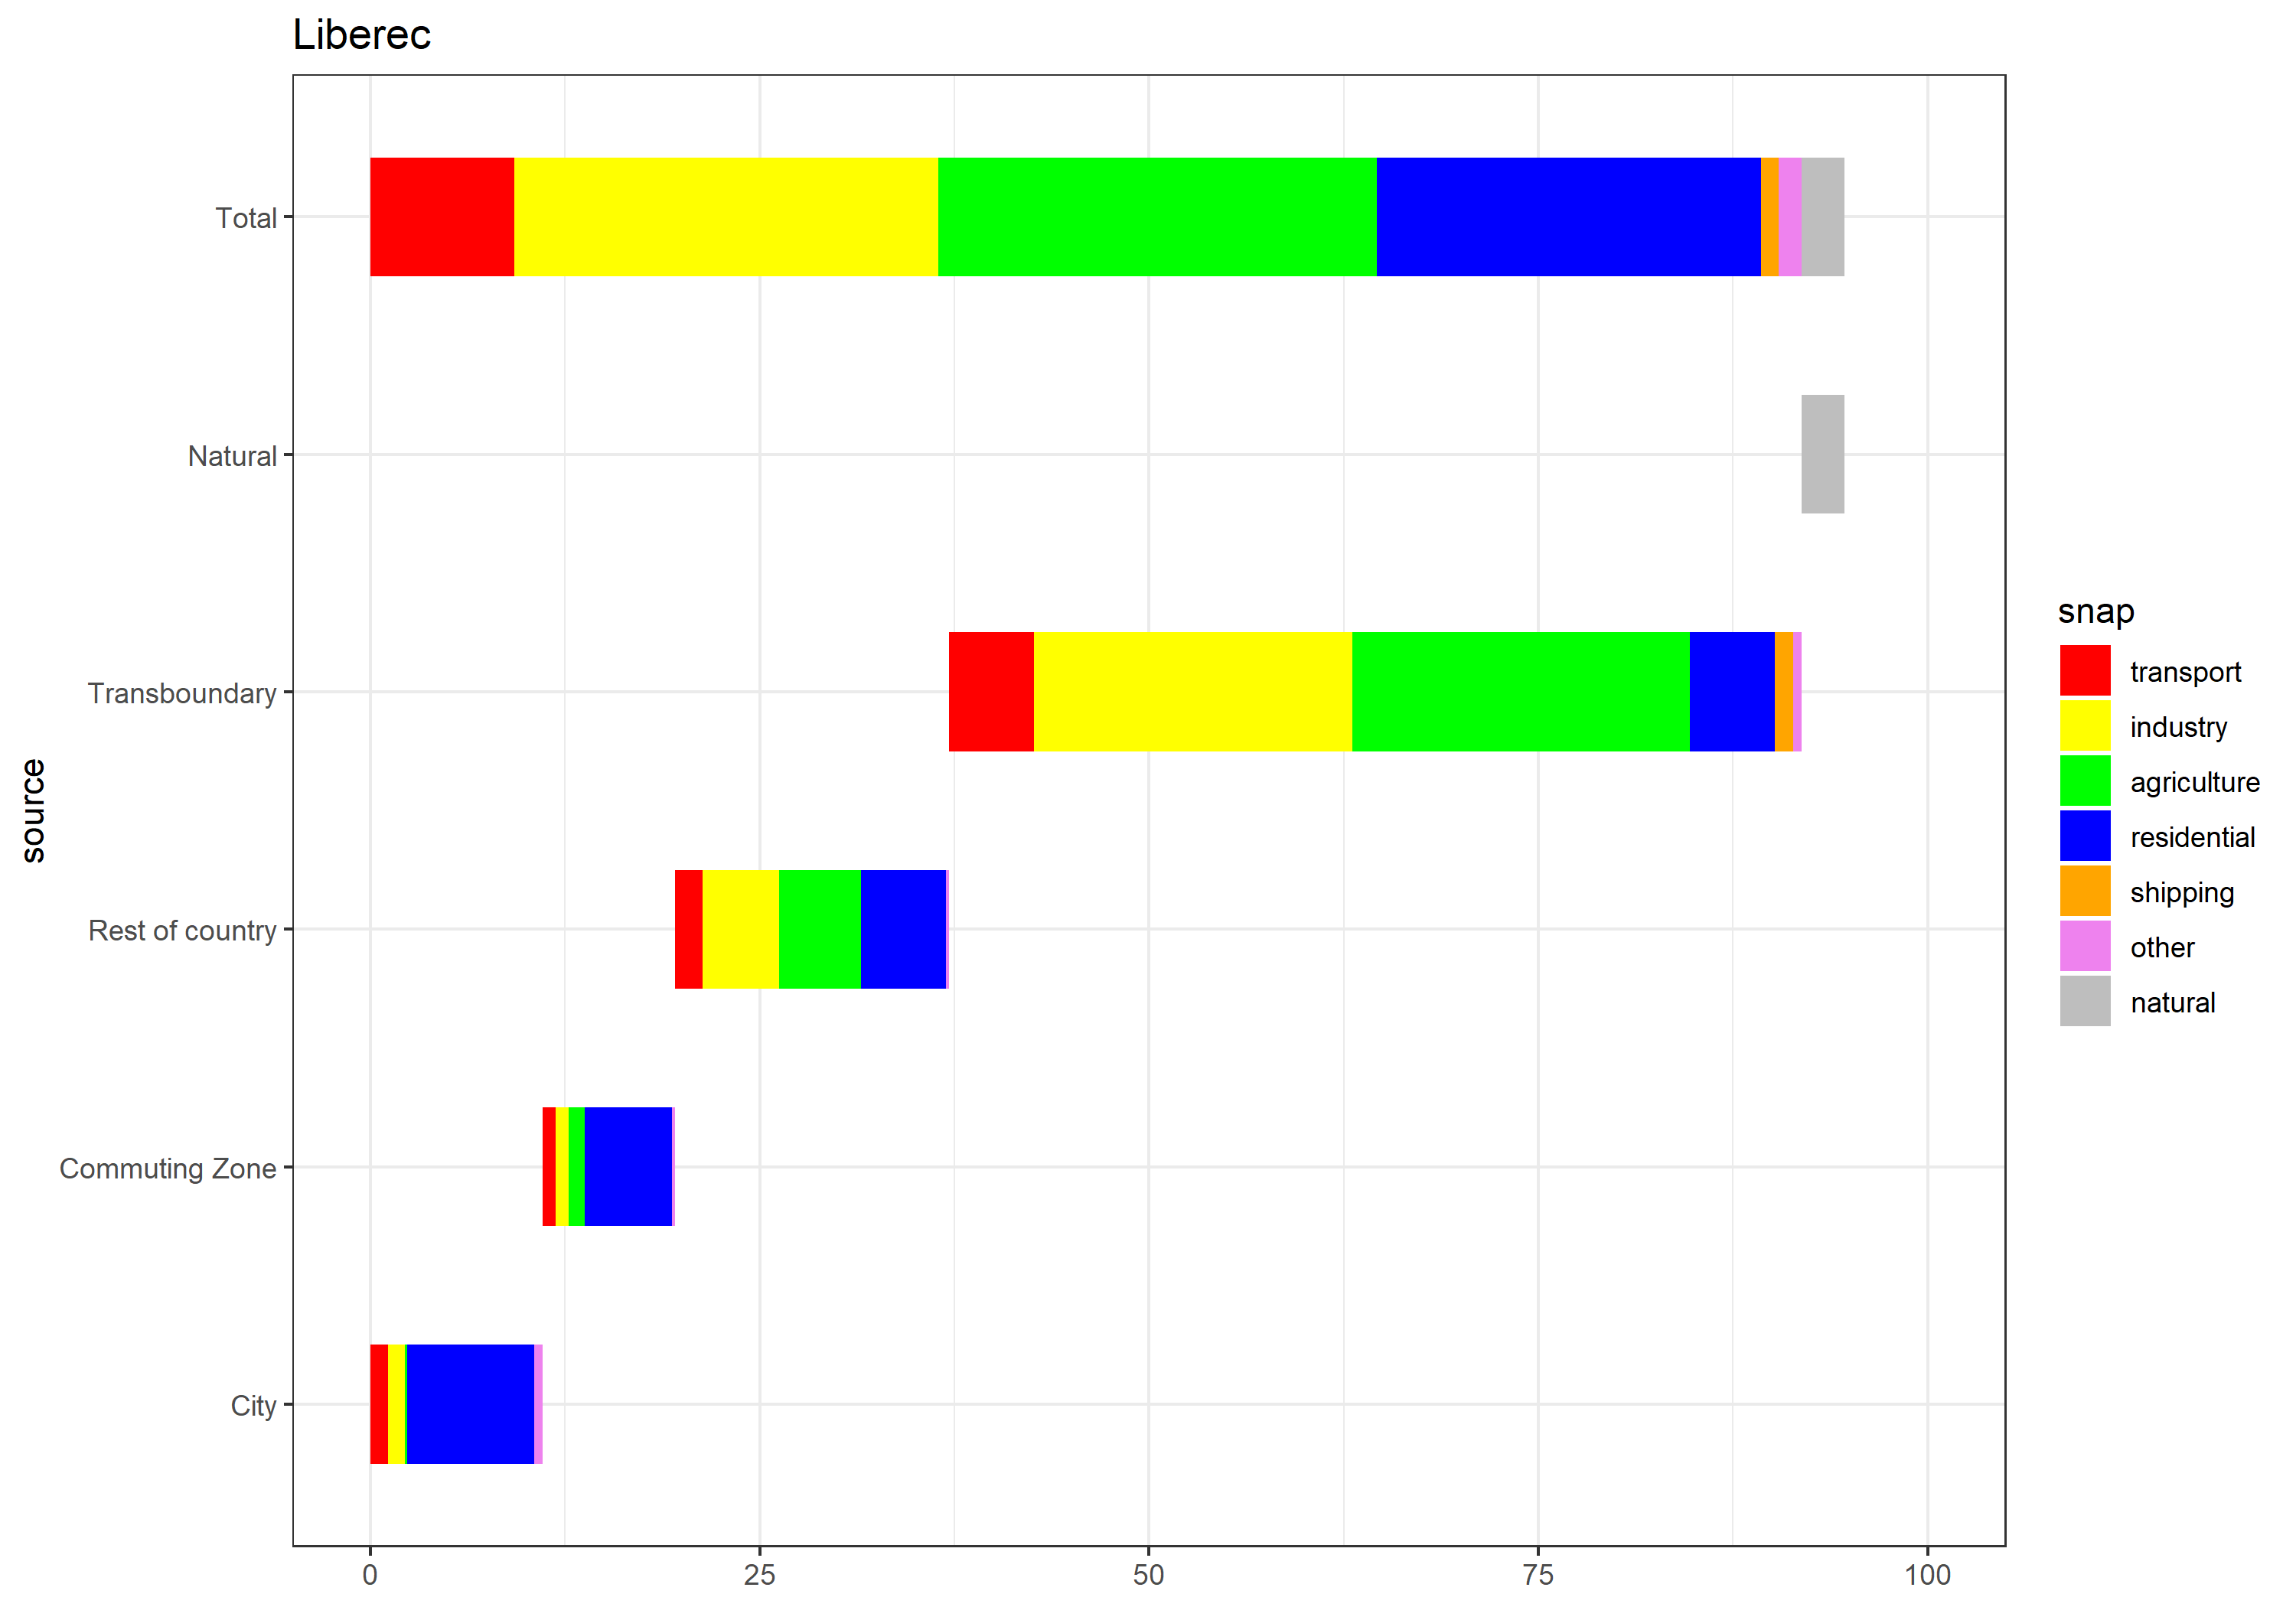 Liberec
Total
Natural
Transboundary
Rest of country
Commuting Zone
City
source
0 25 50 75 100
snap
transport
industry
agriculture
residential
shipping
other
natural